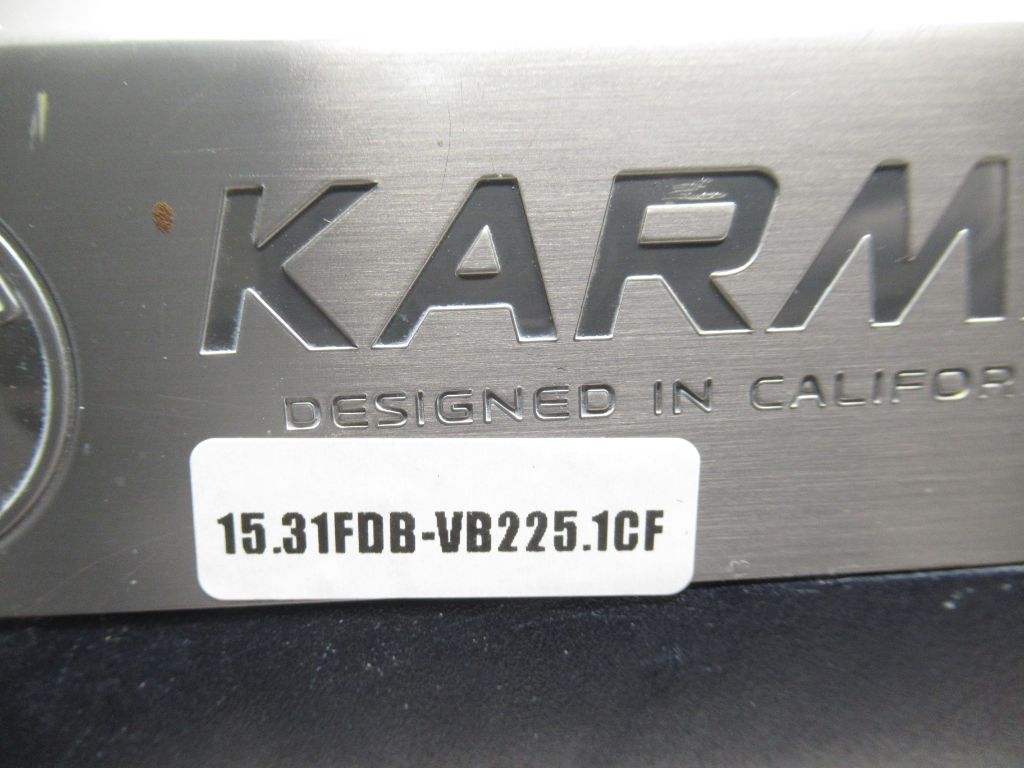 KARM
DESIGNED IN CALIFOR
15.31FDB-VB225.1CF